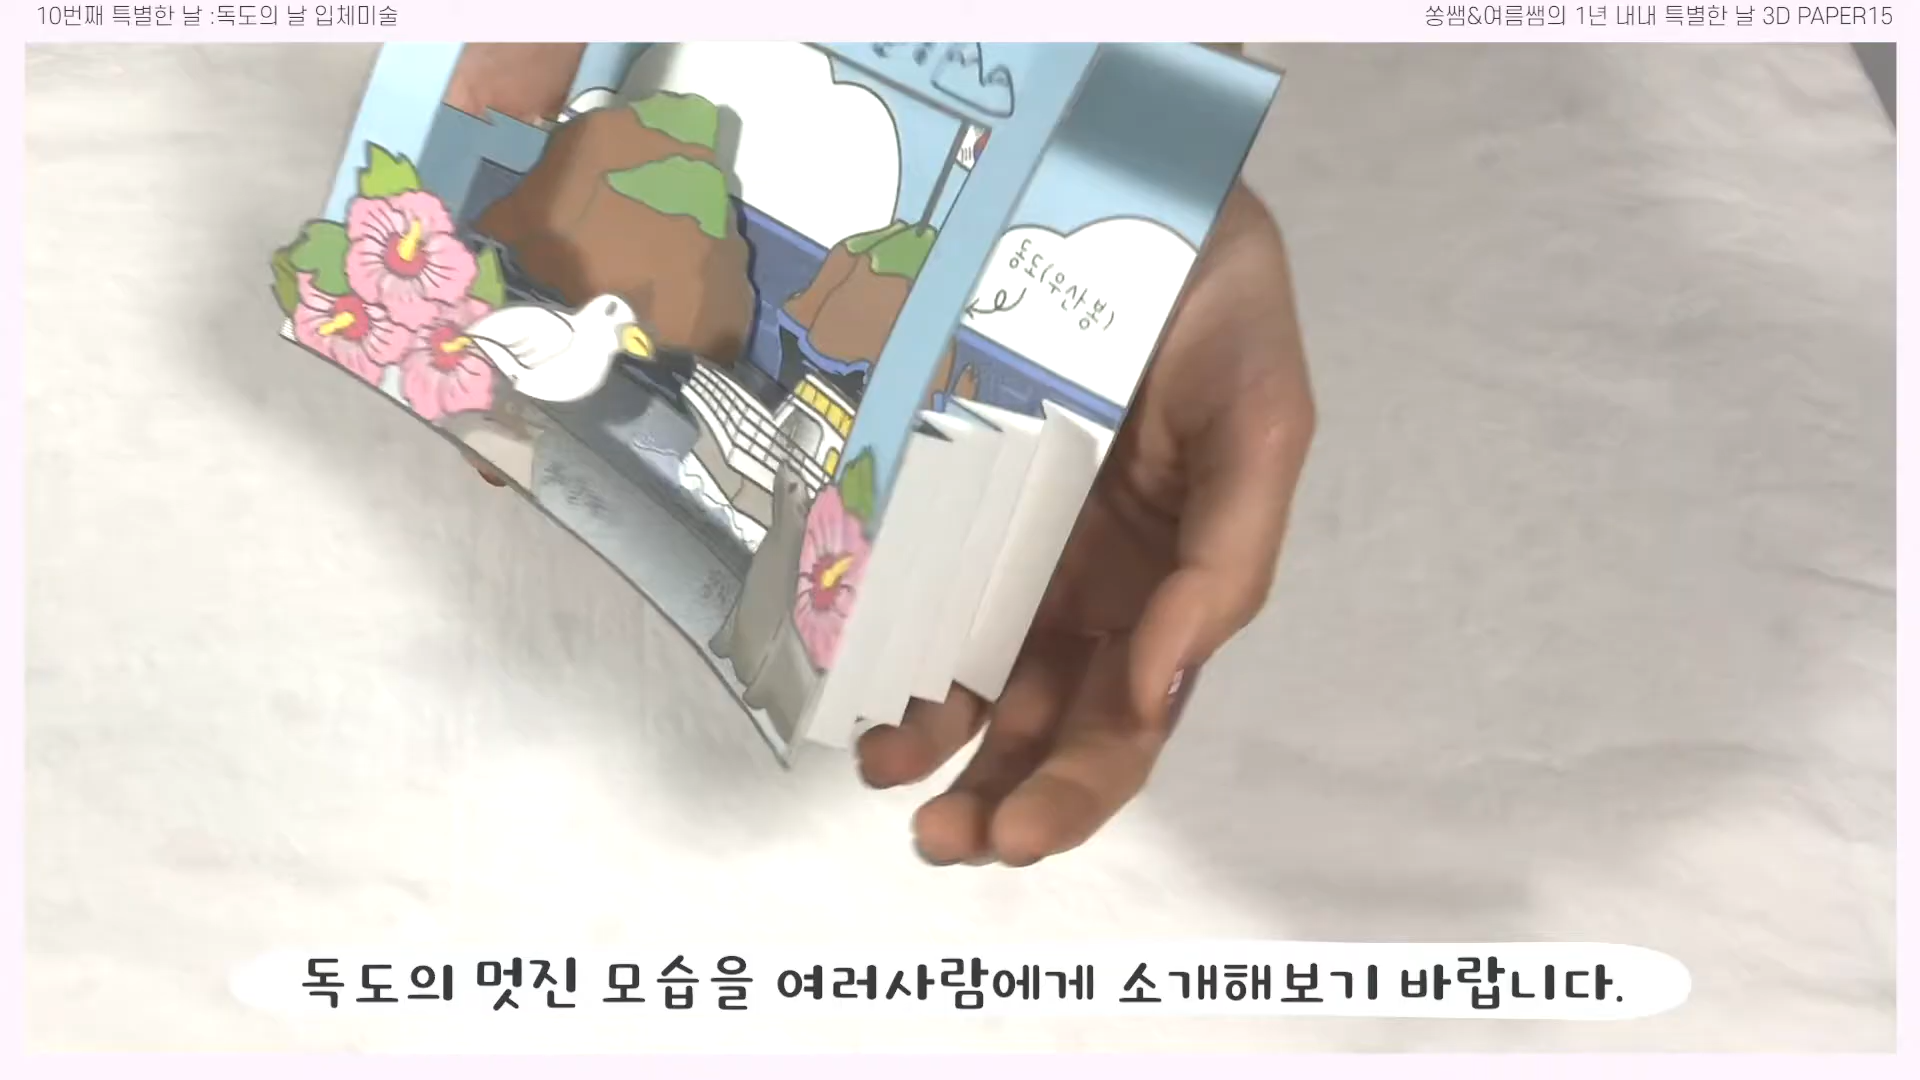 10번째 특별한 날 :독도의 날 입체미술
쏭쌤&여름쌤의 1년 내내 특별한 날 3D PAPER15
동도(우산봉)
독도의 멋진 모습을 여러사람에게 소개해보기 바랍니다.